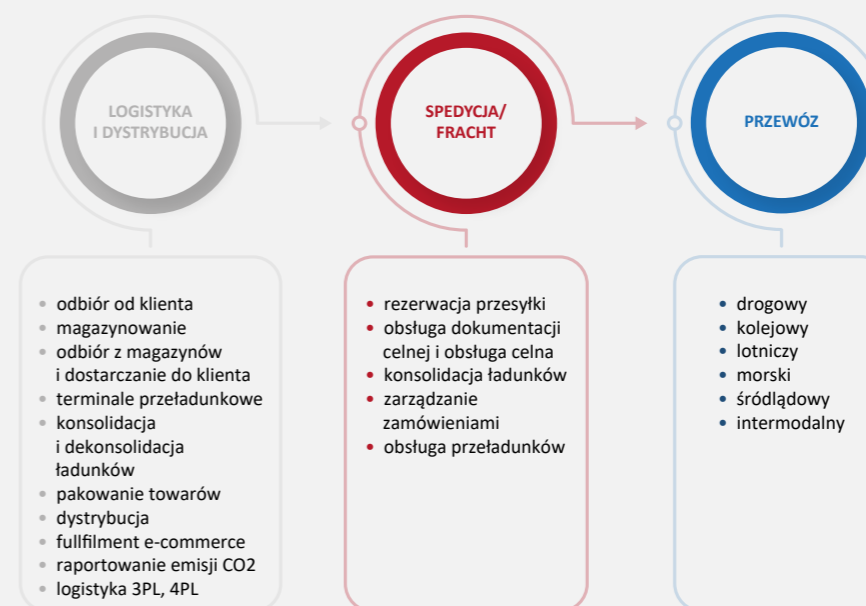 LOGISTYKA
I DYSTRYBUCJA
• odbiór od klienta
• magazynowanie
• odbiór z magazynów
i dostarczanie do klienta
• terminale przeładunkowe
• konsolidacja
i dekonsolidacja
ładunków
• pakowanie towarów
• dystrybucja
• fullfilment e-commerce
• raportowanie emisji CO2
• logistyka 3PL, 4PL
SPEDYCJA/
FRACHT
• rezerwacja przesyłki
• obsługa dokumentacji
celnej i obsługa celna
• konsolidacja ładunków
• zarządzanie
zamówieniami
• obsługa przeładunków
PRZEWÓZ
• drogowy
• kolejowy
• lotniczy
• morski
• śródlądowy
• intermodalny